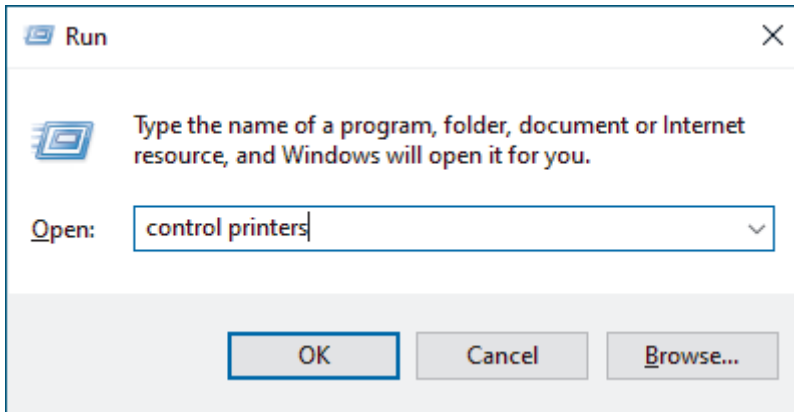 Run
Type the name of a program, folder, document or Internet
resource, and Windows will open it for you.
Open: control printers
OK Cancel Browse...